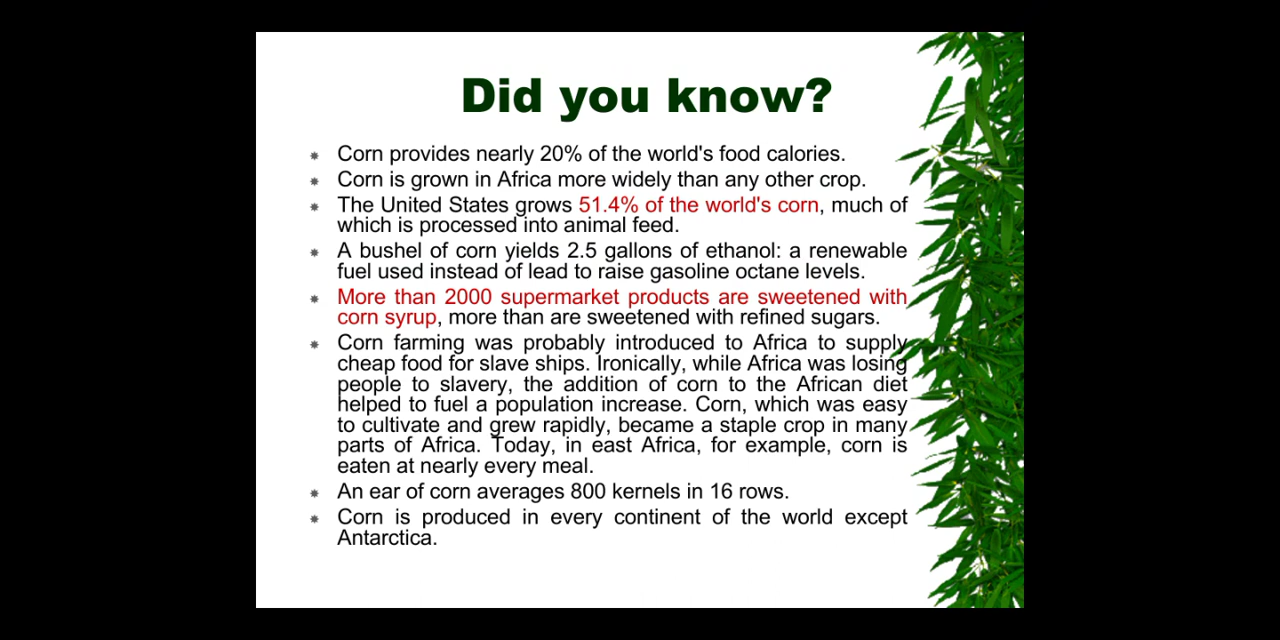 Did you know?
Corn provides nearly 20% of the world's food calories.
Corn is grown in Africa more widely than any other crop.
The United States grows 51.4% of the world's corn, much of
which is processed into animal feed.
A bushel of corn yields 2.5 gallons of ethanol: a renewable
fuel used instead of lead to raise gasoline octane levels.
More than 2000 supermarket products are sweetened with
corn syrup, more than are sweetened with refined sugars.
Corn farming was probably introduced to Africa to supply
cheap food for slave ships. Ironically, while Africa was losing
people to slavery, the addition of corn to the African diet
helped to fuel a population increase. Corn, which was easy
to cultivate and grew rapidly, became a staple crop in many
parts of Africa. Today, in east Africa, for example, corn is
eaten at nearly every meal.
An ear of corn averages 800 kernels in 16 rows.
Corn is produced in every continent of the world except
Antarctica.